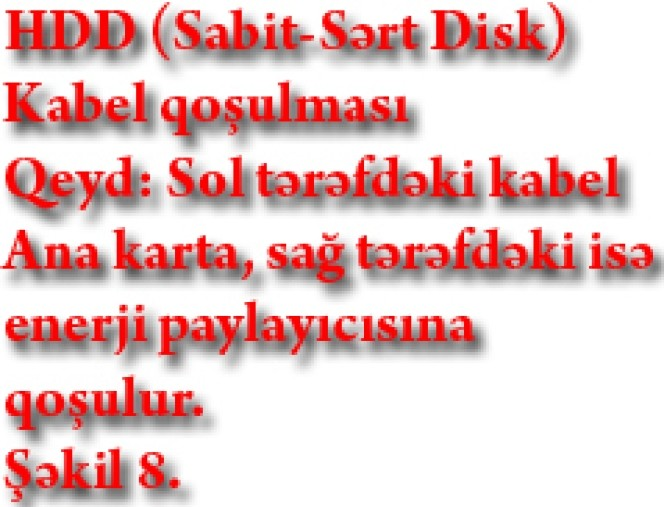 HDD (Sabit-Sərt Disk)
Kabel qoşulması
Qeyd: Sol tərəfdəki kabel
Ana karta, sağ tərəfdəki isə
enerji paylayıcısına
qoşulur.
Şəkil 8.